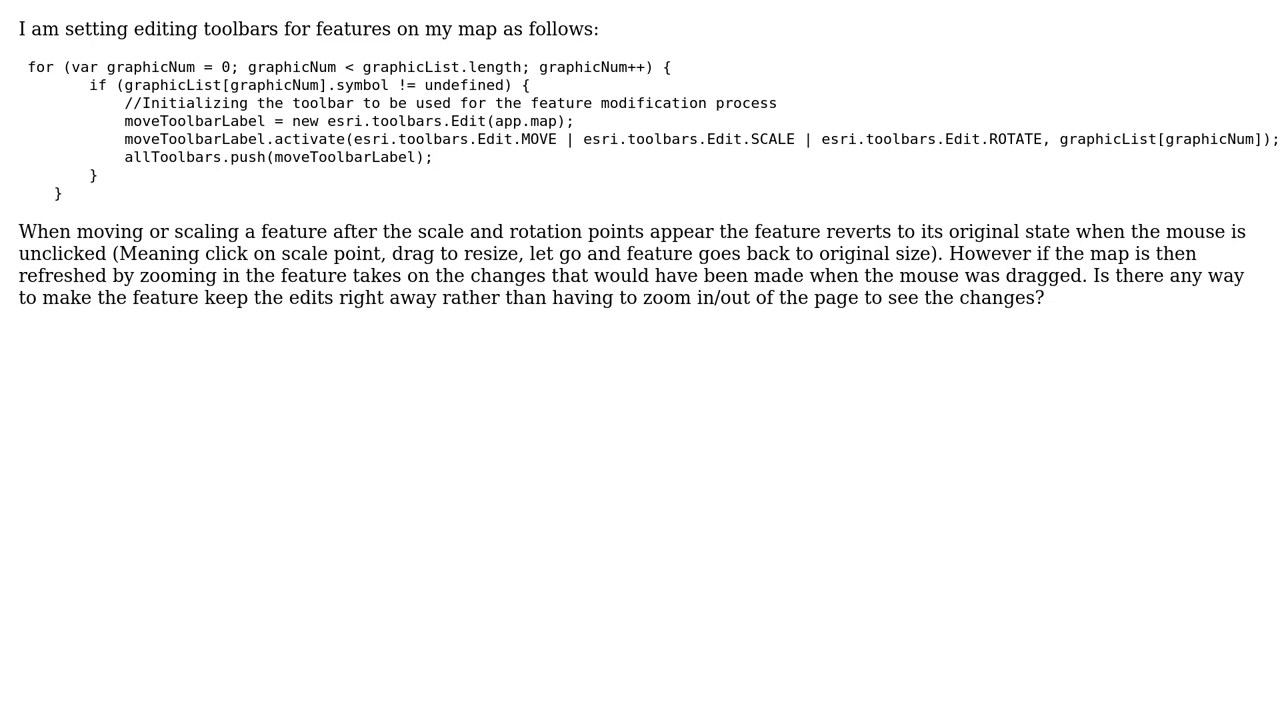 I am setting editing toolbars for features on my map as follows:
for (var graphicNum = 0; graphicNum < graphicList.length; graphicNum++) {
if (graphicList[graphicNum].symbol != undefined) {
//Initializing the toolbar to be used for the feature modification process
moveToolbarLabel = new esri.toolbars.Edit(app.map);
moveToolbarLabel.activate(esri.toolbars.Edit.MOVE | esri.toolbars.Edit.SCALE | esri.toolbars.Edit.ROTATE, graphicList[graphicNum]);
allToolbars.push(moveToolbarLabel);
}
}
When moving or scaling a feature after the scale and rotation points appear the feature reverts to its original state when the mouse is
unclicked (Meaning click on scale point, drag to resize, let go and feature goes back to original size). However if the map is then
refreshed by zooming in the feature takes on the changes that would have been made when the mouse was dragged. Is there any way
to make the feature keep the edits right away rather than having to zoom in/out of the page to see the changes?